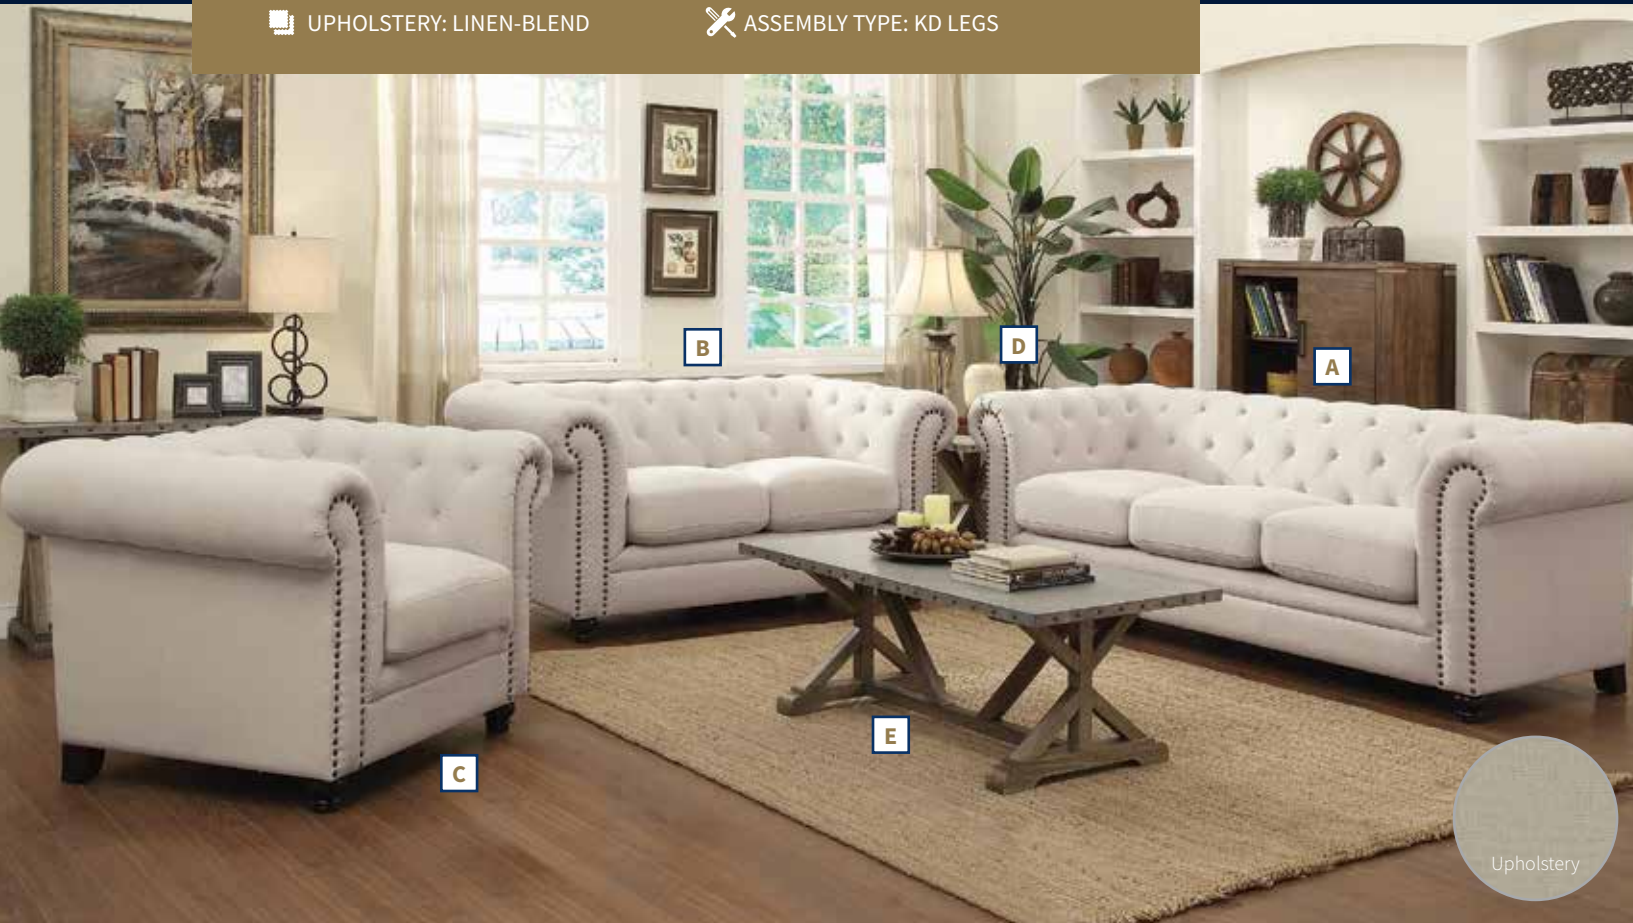 UPHOLSTERY: LINEN-BLEND
ASSEMBLY TYPE: KD LEGS
B
D
A
E
C
Upholstery